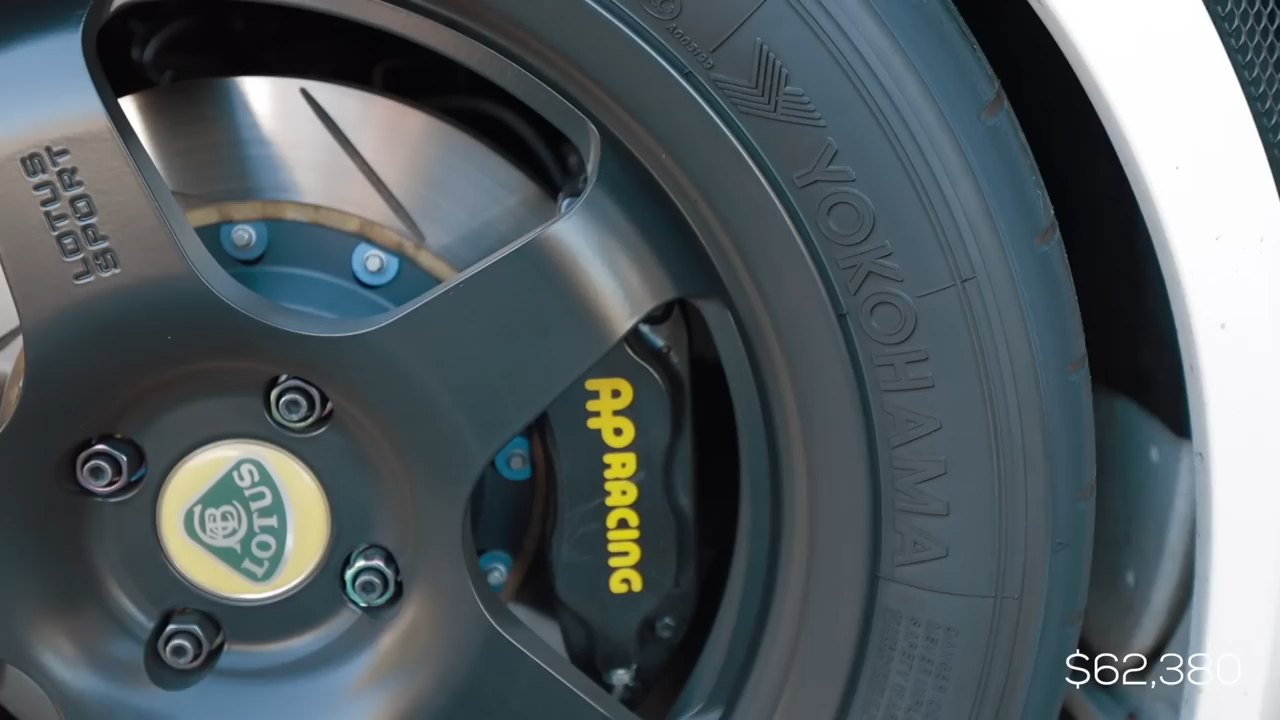 LOTUS
SPORT
YOKOHAMA
AP RACING
LOTUS
$62,380